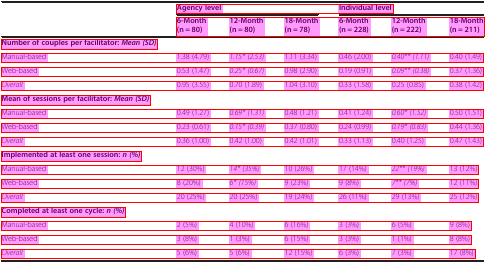 Agency level Individual level
6-Month 12-Month 18-Month 6-Month 12-Month 18-Month
(n = 80) (n = 80) (n = 78) (n = 228) (n = 222) (n = 211)
Number of couples per facilitator: Mean (SD)
Manual-based 1.38 (4.79) 1.15* (2.53) 1.11 (3.34) 0.46 (2.00) 0.40** (1.11) 0.40 (1.49)
Web-based 0.53 (1.47) 0.25* (0.67) 0.98 (2.90) 0.19 (0.91) 0.09** (0.38) 0.37 (1.36)
Overall 0.95 (3.55) 0.70 (1.89) 1.04 (3.10) 0.33 (1.58) 0.25 (0.85) 0.38 (1.42)
Mean of sessions per facilitator: Mean (SD)
Manual-based 0.49 (1.27) 0.69* (1.31) 0.48 (1.21) 0.41 (1.24) 0.60* (1.52) 0.50 (1.51)
Web-based 0.23 (0.61) 0.15* (0.39) 0.37 (0.80) 0.24 (0.99) 0.19* (0.83) 0.44 (1.36)
Overall 0.36 (1.00) 0.42 (1.00) 0.42 (1.01) 0.33 (1.13) 0.40 (1.25) 0.47 (1.43)
Implemented at least one session: n (%)
Manual-based 12 (30%) 14* (35%) 10 (26%) 17 (14%) 22** (19%) 13 (12%)
Web-based 8 (20%) 6* (15%) 9 (23%) 9 (8%) 7** (7%) 12 (11%)
Overall 20 (25%) 20 (25%) 19 (24%) 26 (11%) 29 (13%) 25 (12%)
Completed at least one cycle: n (%)
Manual-based 2 (5%) 4 (10%) 6 (16%) 3 (3%) 6 (5%) 9 (8%)
Web-based 3 (8%) 1 (3%) 6 (15%) 3 (3%) 1 (1%) 8 (8%)
Overall 5 (6%) 5 (6%) 12 (15%) 6 (3%) 7 (3%) 17 (8%)